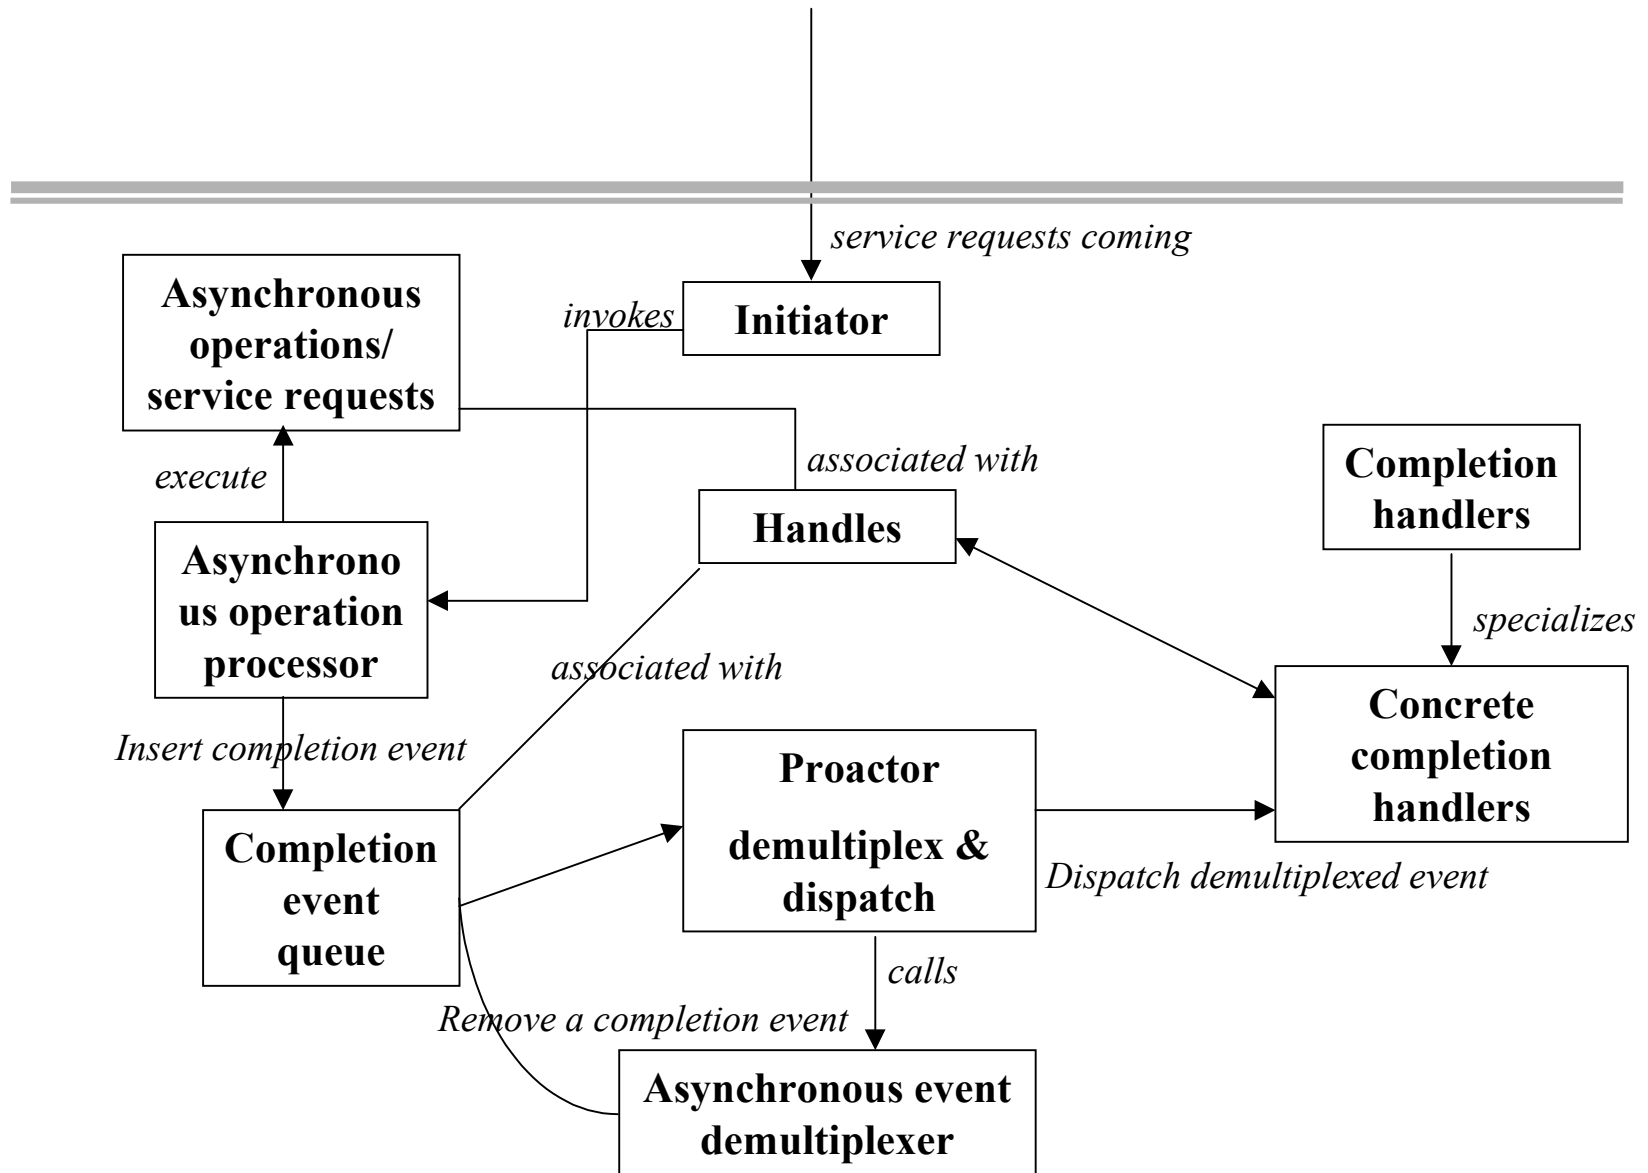 service requests coming
Asynchronous
operations/
service requests
invokes
Initiator
associated with
execute
Handles
Completion
handlers
Asynchrono
us operation
processor
specializes
associated with
Insert completion event
Concrete
completion
handlers
Proactor
demultiplex &
dispatch
Completion
event
queue
Dispatch demultiplexed event
calls
Remove a completion event
Asynchronous event
demultiplexer